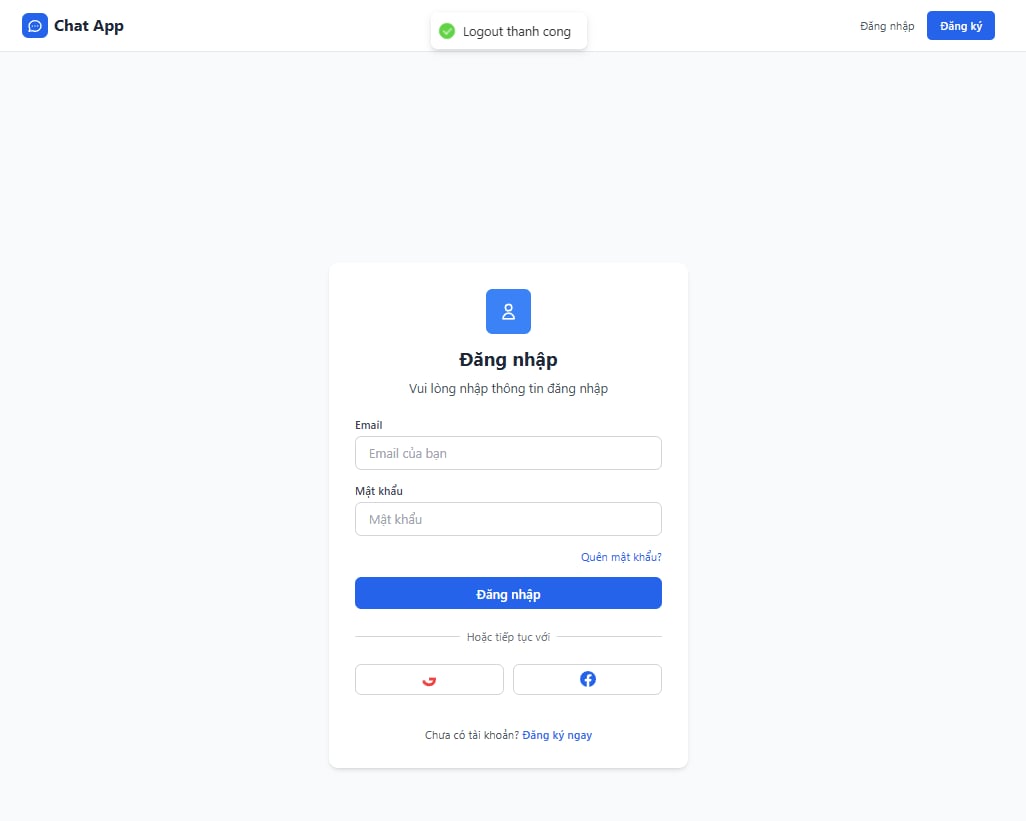 Chat App
Logout thanh cong
Đăng nhập
Đăng ký
Đăng nhập
Vui lòng nhập thông tin đăng nhập
Email
Email của bạn
Mật khẩu
Mật khẩu
Quên mật khẩu?
Đăng nhập
Hoặc tiếp tục với
Chưa có tài khoản? Đăng ký ngay